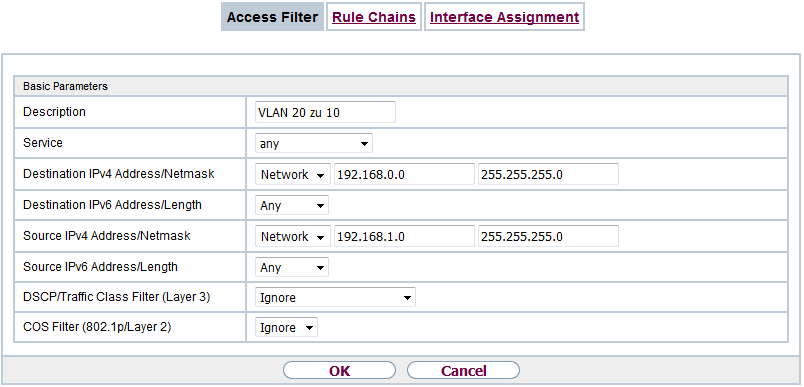 Access Filter Rule Chains Interface Assignment
Basic Parameters
Description VLAN 20 zu 10
Service any
Destination IPv4 Address/Netmask Network 192.168.0.0 255.255.255.0
Destination IPv6 Address/Length Any
Source IPv4 Address/Netmask Network 192.168.1.0 255.255.255.0
Source IPv6 Address/Length Any
DSCP/Traffic Class Filter (Layer 3) Ignore
COS Filter (802.1p/Layer 2) Ignore
OK Cancel